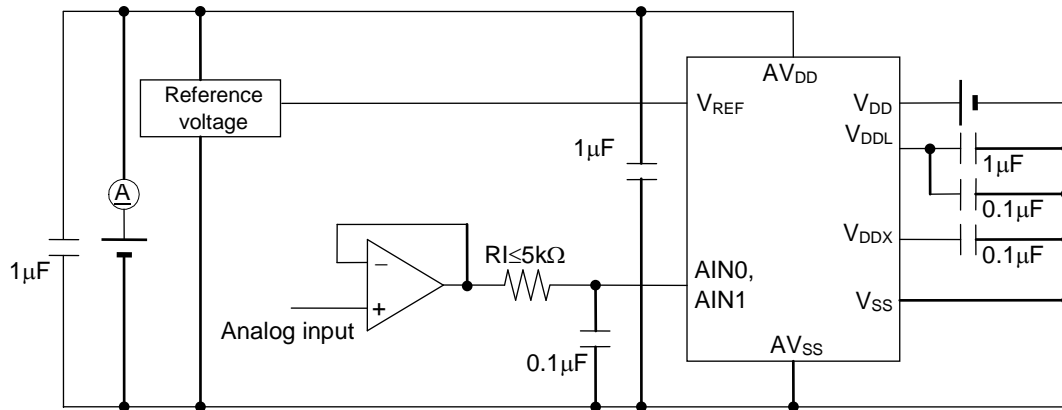 AVDD
Reference
voltage
VREF
VDD
VDDL
1μF
1μF
A
0.1μF
VDDX
0.1μF
RI≤5kΩ
1μF
−
AIN0,
AIN1
+
VSS
Analog input
0.1μF
AVSS